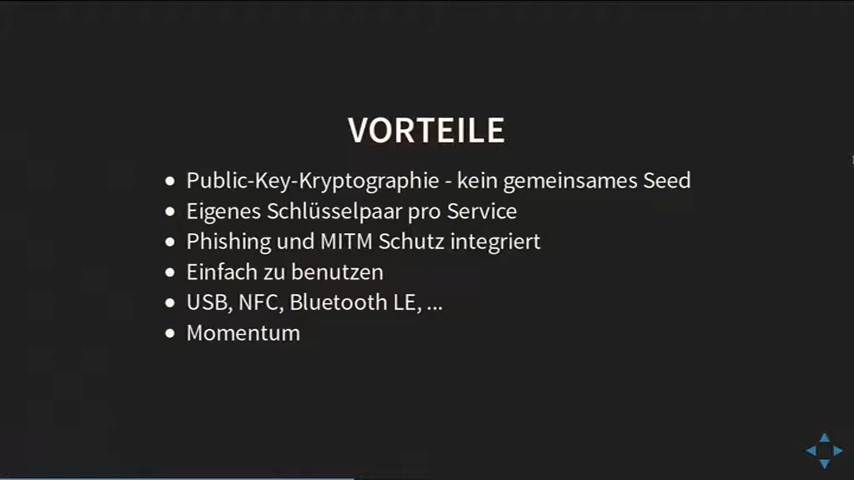 VORTEILE
Public-Key-Kryptographie - kein gemeinsames Seed
Eigenes Schlüsselpaar pro Service
Phishing und MITM Schutz integriert
Einfach zu benutzen
USB, NFC, Bluetooth LE, ...
Momentum